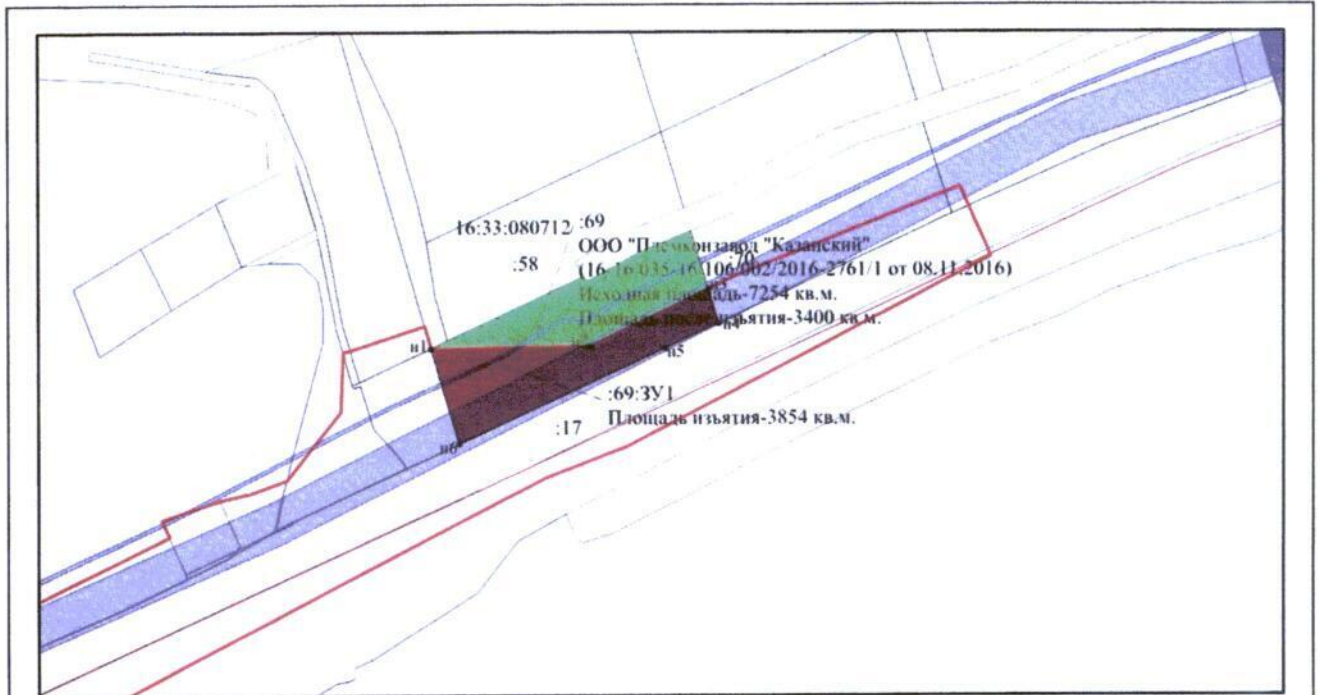 16:33:080712 :69
ООО "Племконзавод "Казанский"
:58
:70
(16-16 035-16 106/002/2016-2761/1 от 08.11.2016)
Исходная площадь-7254 кв.м.
Площадь после изъятия-3400 кв.м.
н1
н4
н5
:69:ЗУ1
Площадь изъятия-3854 кв.м.
:17
н6